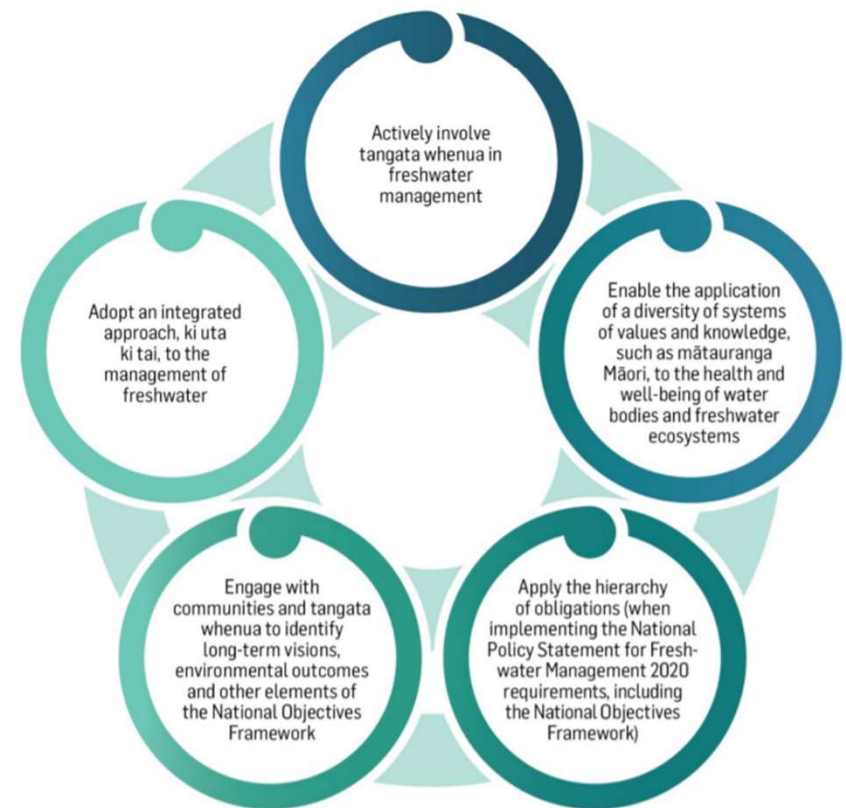 Actively involve
tangata whenua in
freshwater
management
Enable the application
of a diversity of systems
of values and knowledge,
such as mātauranga
Māori, to the health and
well-being of water
bodies and freshwater
ecosystems
Apply the hierarchy
of obligations (when
implementing the National
Policy Statement for Fresh-
water Management 2020
requirements, including
the National Objectives
Framework)
Engage with
communities and tangata
whenua to identify
long-term visions,
environmental outcomes
and other elements of
the National Objectives
Framework
Adopt an integrated
approach, ki uta
ki tai, to the
management of
freshwater